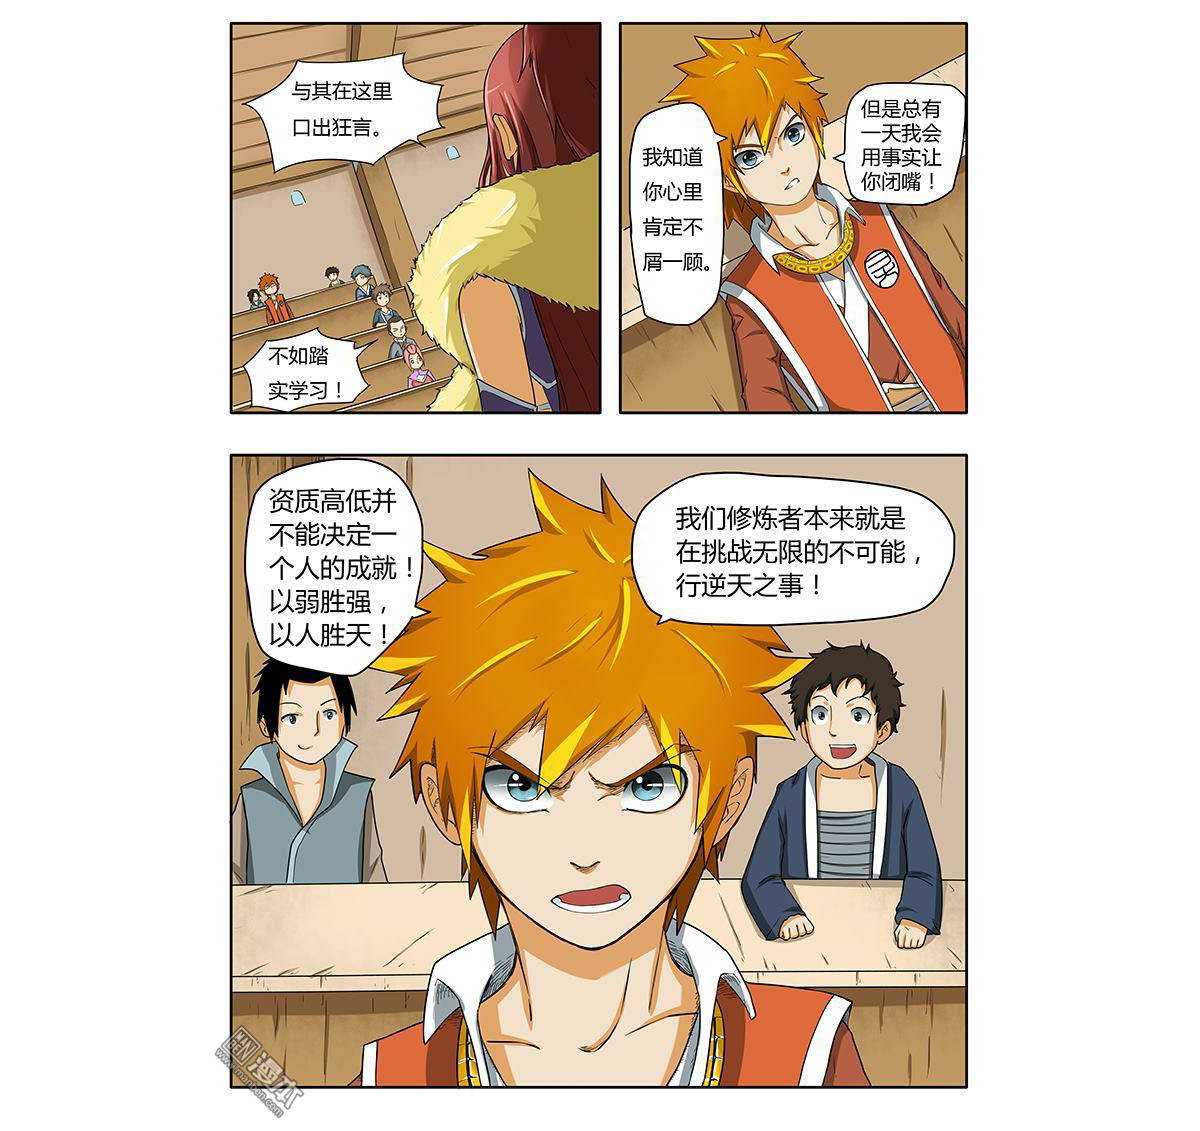 与其在这里
口出狂言。
不如踏
实学习！
我知道
你心里
肯定不
屑一顾。
但是总有
一天我会
用事实让
你闭嘴！
资质高低并
不能决定一
个人的成就！
以弱胜强，
以人胜天！
我们修炼者本来就是
在挑战无限的不可能，
行逆天之事！
漫本